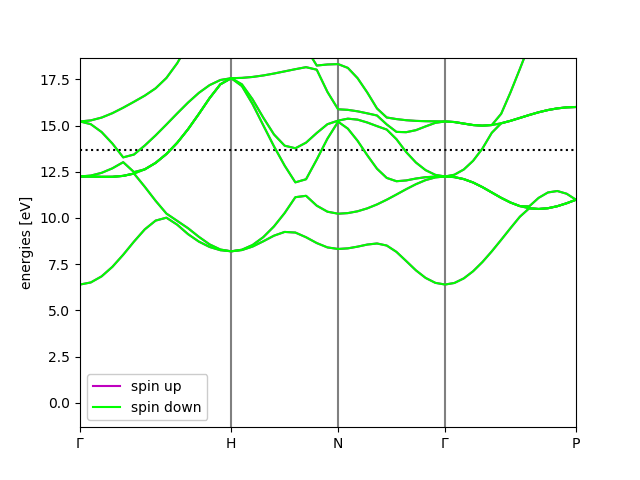 energies [eV]
17.5
15.0
12.5
10.0
7.5
5.0
2.5
0.0
spin up
spin down
Γ H N Γ P